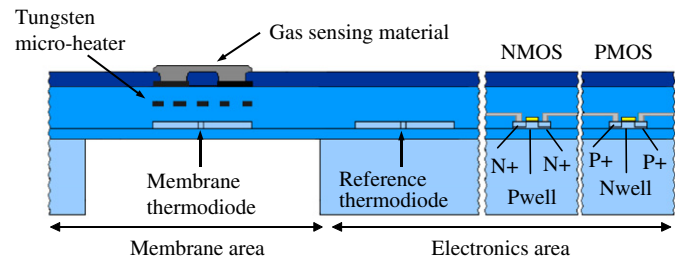 Tungsten
micro-heater
Gas sensing material
NMOS
PMOS
N+
N+
P+
P+
Pwell
Nwell
Membrane
thermodiode
Reference
thermodiode
Membrane area
Electronics area